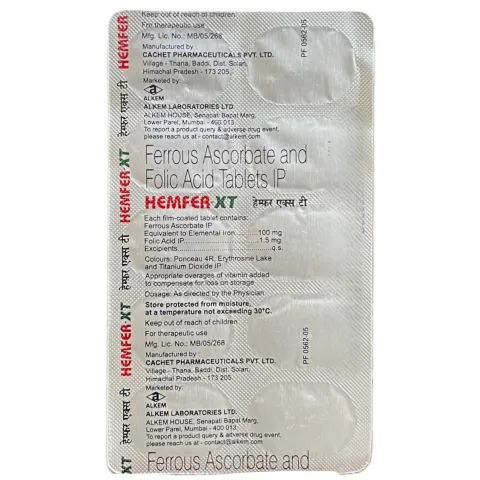 Keep out of reach of children
For therapeutic use
Mfg. Lic. No.: MB/05/268
Manufactured by
CACHET PHARMACEUTICALS PVT. LTD.
Village - Thana, Baddi, Dist. Solan,
Himachal Pradesh - 173 205.
Marketed by:
a
ALKEM
ALKEM LABORATORIES LTD.
ALKEM HOUSE, Senapati Bapat Marg,
Lower Parel, Mumbai - 400 013.
To report a product query & adverse drug event,
please reach us at - contact@alkem.com
PF 0562-05
Ferrous Ascorbate and
Folic Acid Tablets IP
HEMFER-XT हेम्फर एक्स टी
Each film-coated tablet contains:
Ferrous Ascorbate IP
Equivalent to Elemental Iron........100 mg
Folic Acid IP........1.5 mg
Excipients........q.s.
Colours: Ponceau 4R, Erythrosine Lake
and Titanium Dioxide IP
Appropriate overages of vitamin added
to compensate for loss on storage
Dosage: As directed by the Physician.
Store protected from moisture,
at a temperature not exceeding 30°C.
Keep out of reach of children
For therapeutic use
Mfg. Lic. No.: MB/05/268
Manufactured by :
CACHET PHARMACEUTICALS PVT. LTD.
Village - Thana, Baddi, Dist. Solan,
Himachal Pradesh - 173 205.
Marketed by:
a
ALKEM
ALKEM LABORATORIES LTD.
ALKEM HOUSE, Senapati Bapat Marg,
Lower Parel, Mumbai - 400 013.
To report a product query & adverse drug event,
please reach us at - contact@alkem.com
PF 0562-05
Ferrous Ascorbate and
XT हेम्फर एक्स टी HEMFER-XT हेम्फर एक्स टी HEMFER-XT हेम्फर एक्स टी HEMFER